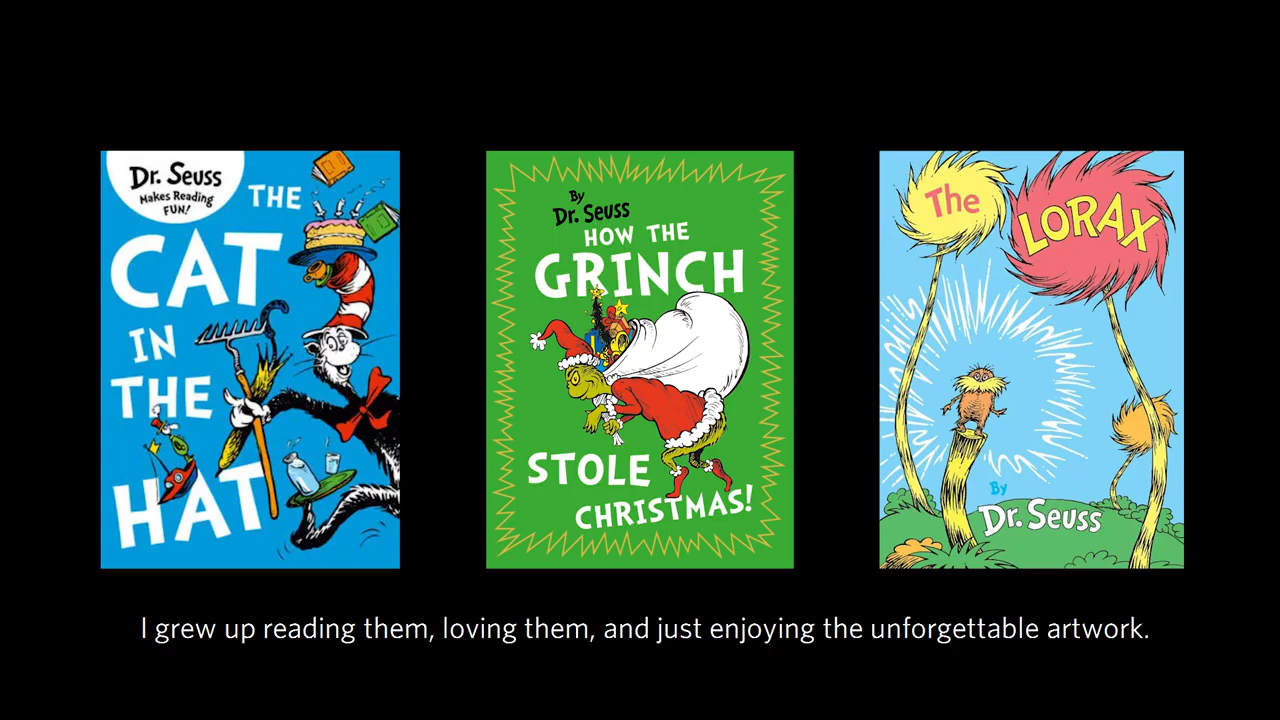 Dr. Seuss
Makes Reading
FUN!
THE
CAT
IN
THE
HAT
By
Dr. Seuss
HOW THE
GRINCH
STOLE
CHRISTMAS!
The
LORAX
By
Dr. Seuss
I grew up reading them, loving them, and just enjoying the unforgettable artwork.